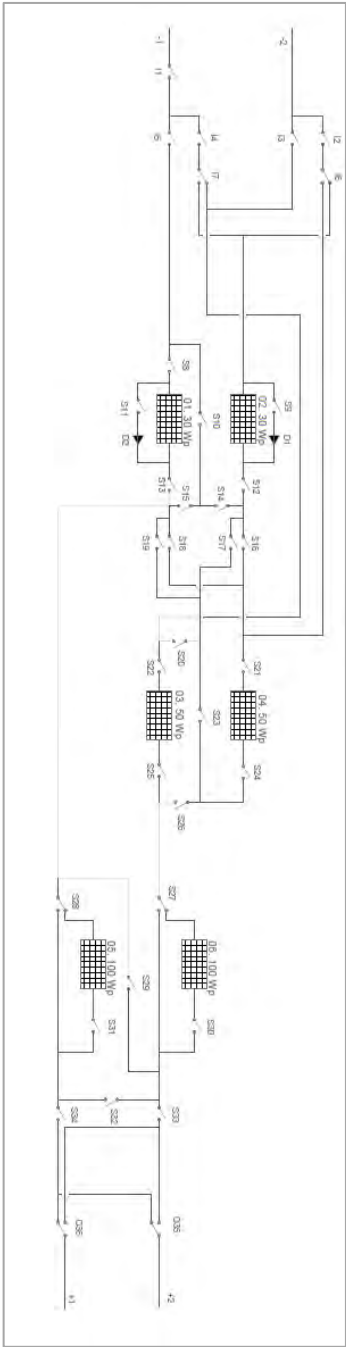 -1
-2
I1
I5
I4
I3
I2
I7
I6
S8
S10
S9
S11
01. 30 Wp
02. 30 Wp
D2
D1
S13
S15
S14
S12
S19
S18
S17
S16
S20
S22
S21
03. 50 Wp
S23
04. 50 Wp
S25
S24
S26
S28
S27
05. 100 Wp
S29
06. 100 Wp
S31
S30
S34
S32
S33
O36
O35
+1
+2